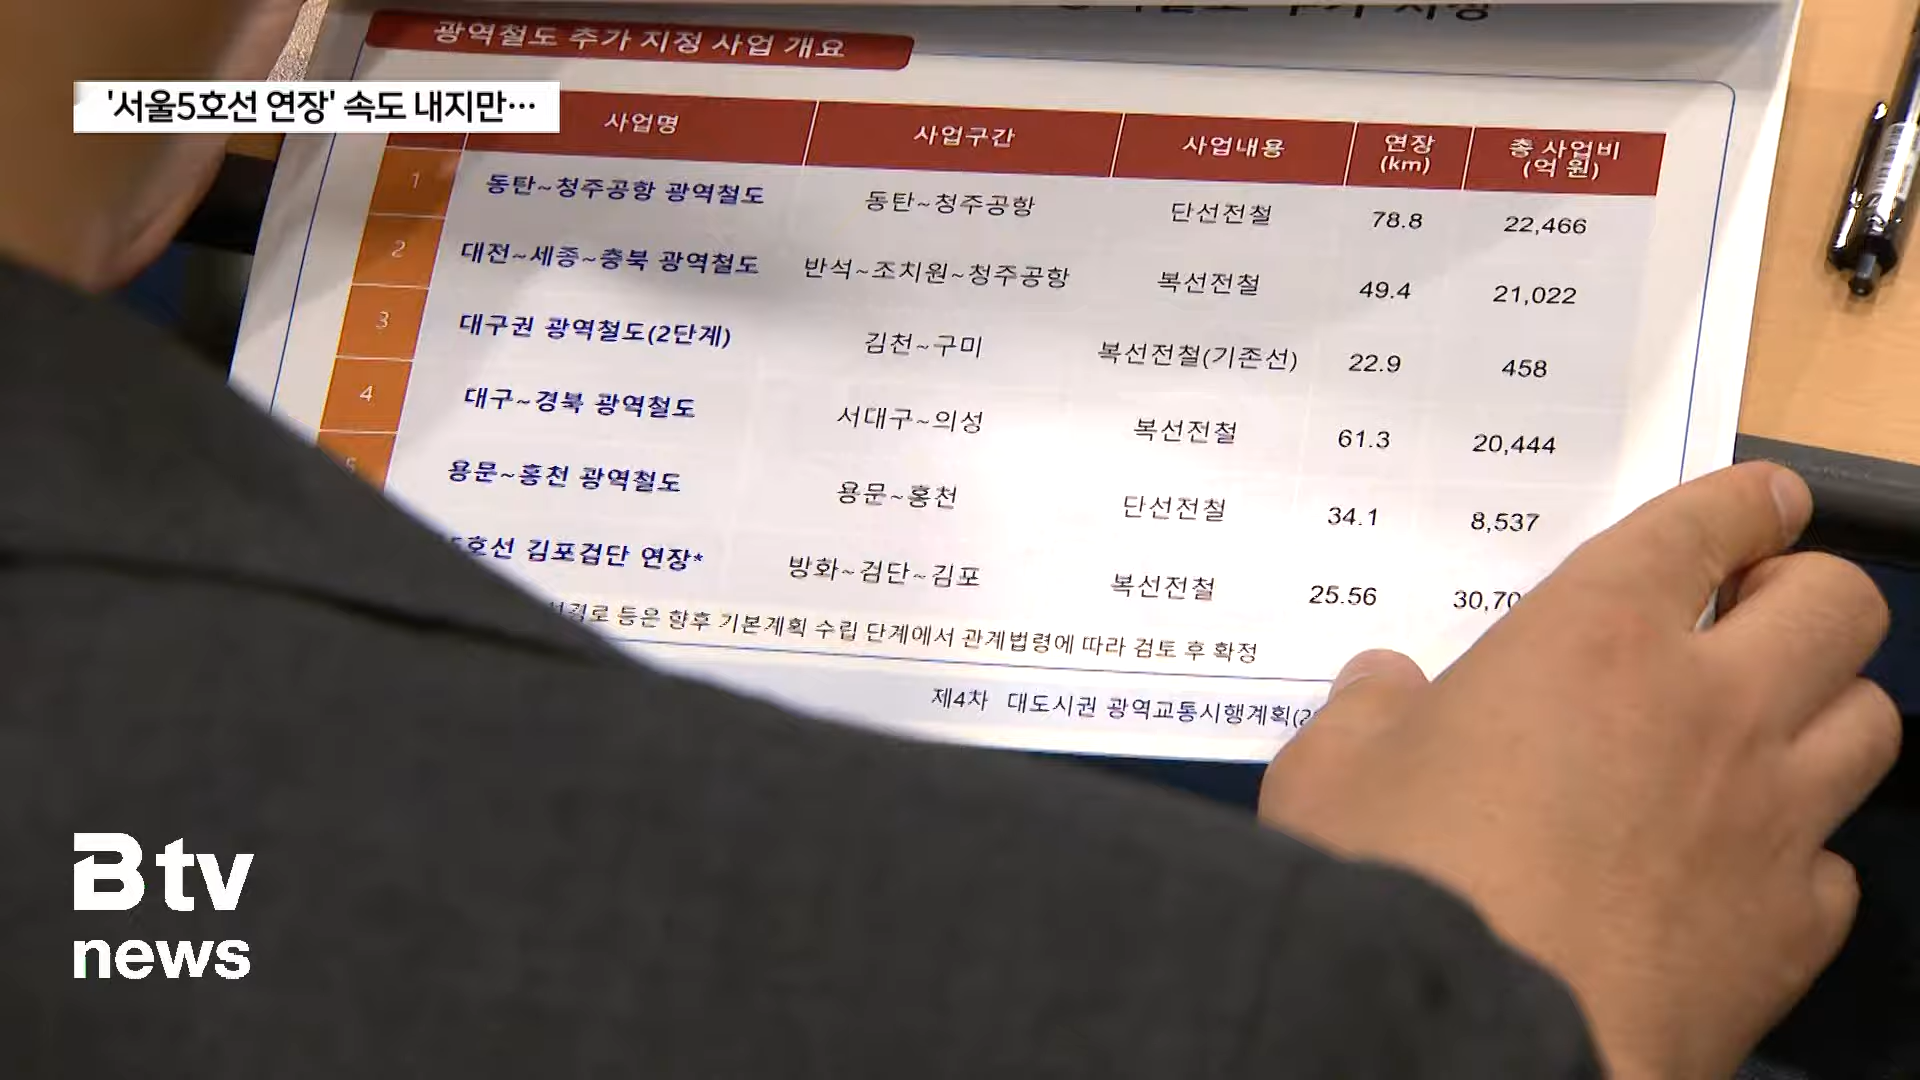 광역철도 추가 지정 사업 개요
'서울5호선 연장' 속도 내지만…
사업명 사업구간 사업내용 연장(km) 총 사업비(억 원)
1 동탄~청주공항 광역철도 동탄~청주공항 단선전철 78.8 22,466
2 대전~세종~충북 광역철도 반석~조치원~청주공항 복선전철 49.4 21,022
3 대구권 광역철도(2단계) 김천~구미 복선전철(기존선) 22.9 458
4 대구~경북 광역철도 서대구~의성 복선전철 61.3 20,444
5 용문~홍천 광역철도 용문~홍천 단선전철 34.1 8,537
5호선 김포검단 연장* 방화~검단~김포 복선전철 25.56
등은 향후 기본계획 수립 단계에서 관계법령에 따라 검토 후 확정
제4차 대도시권 광역교통시행계획
B tv
news